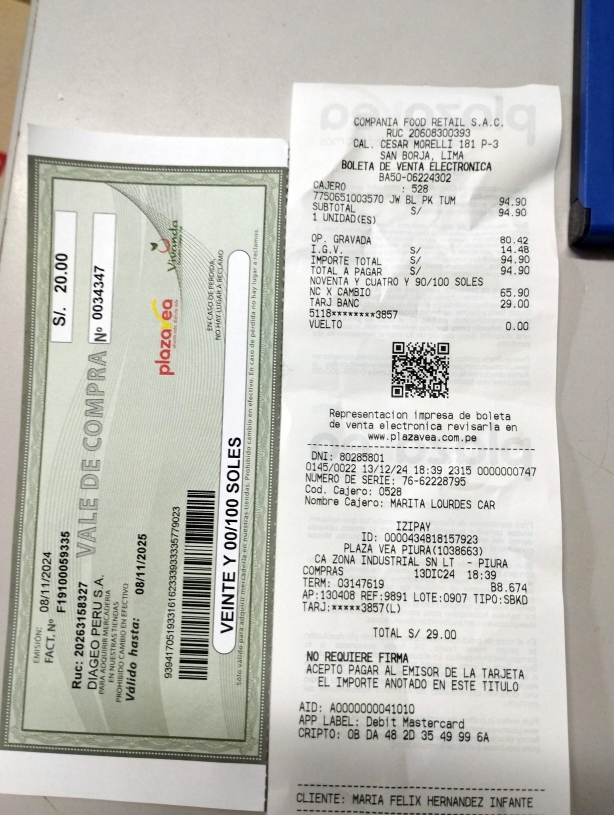 EMISIÓN: 08/11/2024
FACT. Nº F19100059335
Ruc: 20263158327
DIAGEO PERU S.A.
PARA ADQUIRIR MERCADERIA
EN NUESTRAS TIENDAS
PROHIBIDO CAMBIO EN EFECTIVO
Válido hasta: 08/11/2025
VALE DE COMPRA
S/. 20.00
Nº 0034347
plazavea
Vivanda
EN CASO DE PERDIDA,
NO HAY LUGAR A RECLAMO
VEINTE Y 00/100 SOLES
Sólo válido para adquirir mercadería en nuestras tiendas. Prohibido cambio en efectivo. En caso de perdida no hay lugar a reclamos.
COMPANIA FOOD RETAIL S.A.C.
RUC 20608300393
CAL. CESAR MORELLI 181 P-3
SAN BORJA, LIMA
BOLETA DE VENTA ELECTRONICA
BA50-06224302
CAJERO : 528
7750651003570 JW BL PK TUM 94.90
SUBTOTAL S/ 94.90
1 UNIDAD(ES)
OP. GRAVADA 80.42
I.G.V. S/ 14.48
IMPORTE TOTAL S/ 94.90
TOTAL A PAGAR S/ 94.90
NOVENTA Y CUATRO Y 90/100 SOLES
NC X CAMBIO 65.90
TARJ BANC 29.00
5118********3857
VUELTO 0.00
Representacion impresa de boleta
de venta electronica revisarla en
www.plazavea.com.pe
DNI: 80285801
0145/0022 13/12/24 18:39 2315 0000000747
NUMERO DE SERIE: 76-62228795
Cod. Cajero: 0528
Nombre Cajero: MARITA LOURDES CAR
IZIPAY
ID: 0000434818157923
PLAZA VEA PIURA(1038663)
CA ZONA INDUSTRIAL SN LT - PIURA
COMPRAS 13DIC24 18:39
TERM: 03147619 B8.674
AP:130408 REF:9891 LOTE:0907 TIPO:SBKD
TARJ:*****3857(L)
TOTAL S/ 29.00
NO REQUIERE FIRMA
ACEPTO PAGAR AL EMISOR DE LA TARJETA
EL IMPORTE ANOTADO EN ESTE TITULO
AID: A0000000041010
APP LABEL: Debit Mastercard
CRIPTO: 0B DA 48 2D 35 49 99 6A
CLIENTE: MARIA FELIX HERNANDEZ INFANTE